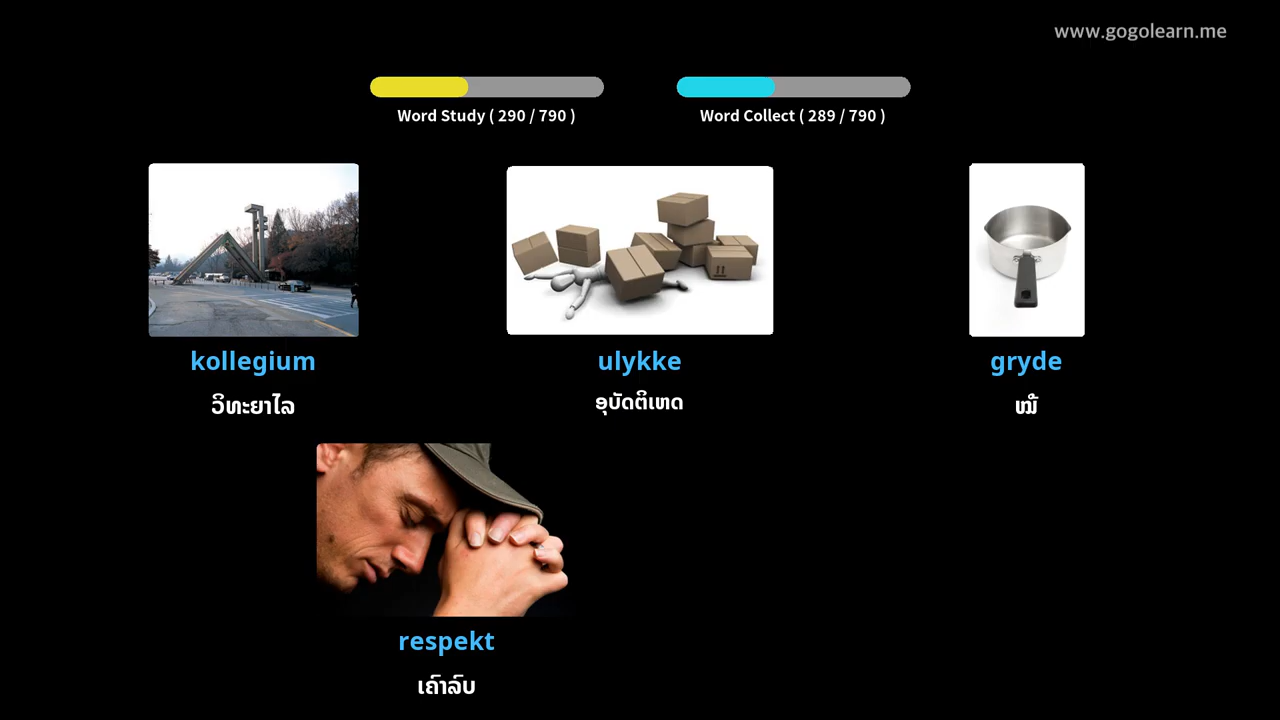 www.gogolearn.me
Word Study ( 290 / 790 )
Word Collect ( 289 / 790 )
kollegium
ວິທະຍາໄລ
ulykke
ອຸບັດຕິເຫດ
gryde
ໝໍ້
respekt
ເຄົາລົບ